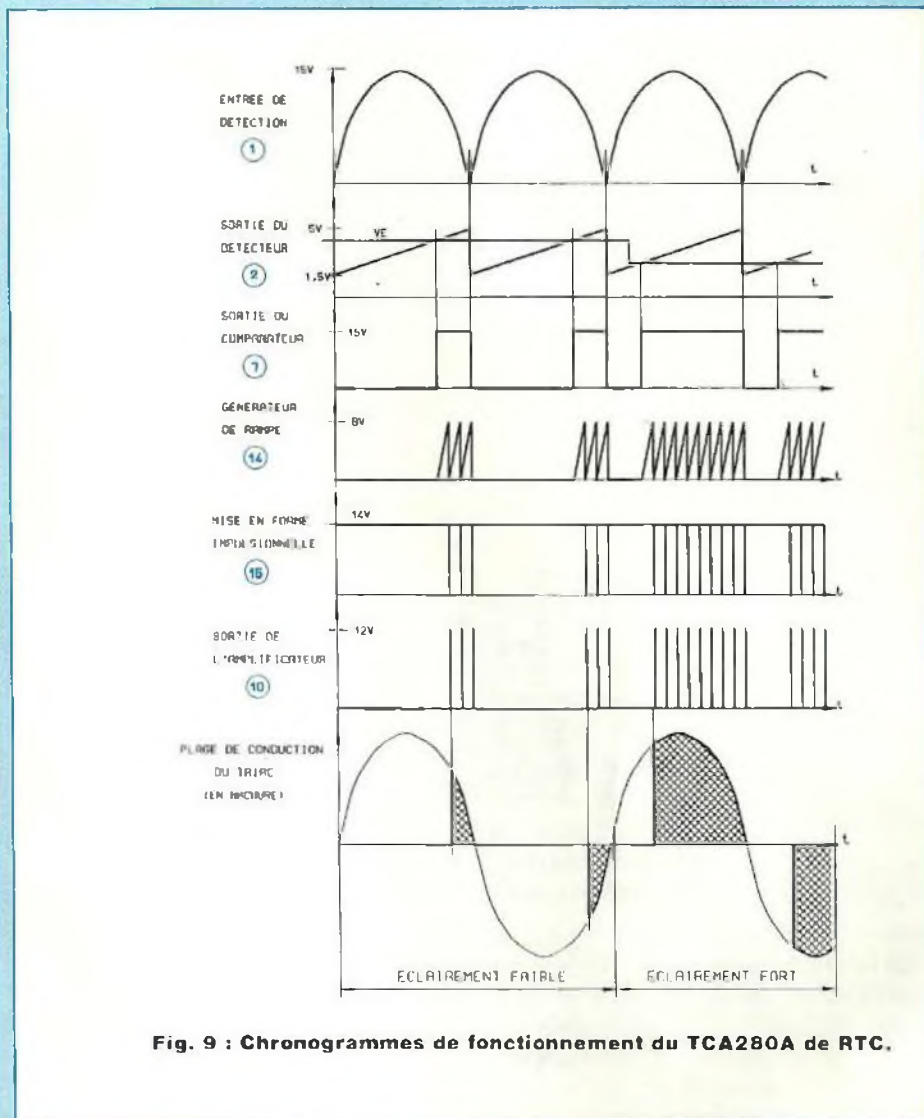 15V
ENTREE DE
DETECTION
1
t
SORTIE DU
DETECTEUR
2
5V
VE
1.5V
t
SORTIE DU
COMPARATEUR
7
15V
t
GENERATEUR
DE RAMPE
14
8V
t
MISE EN FORME
IMPULSIONNELLE
15
14V
t
SORTIE DE
L'AMPLIFICATEUR
10
12V
t
PLAGE DE CONDUCTION
DU TRIAC
(EN HACHURE)
t
ECLAIREMENT FAIBLE
ECLAIREMENT FORT
Fig. 9 : Chronogrammes de fonctionnement du TCA280A de RTC.